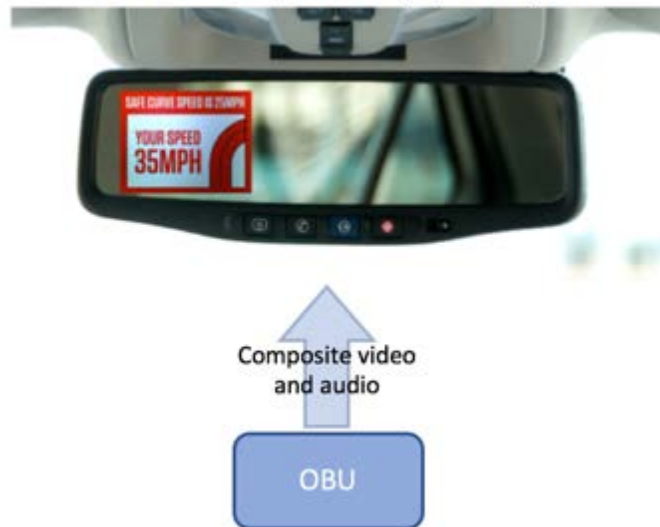 SAFE CURVE SPEED IS 25MPH
YOUR SPEED
35MPH
Composite video
and audio
OBU